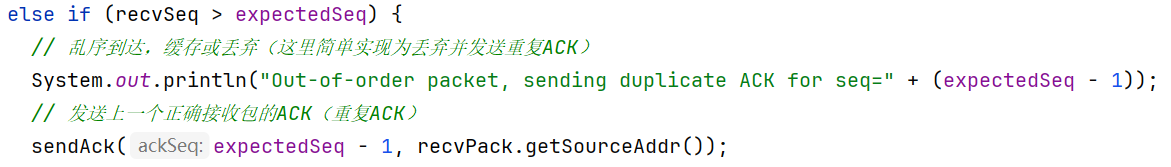 else if (recvSeq > expectedSeq) {
// 乱序到达，缓存或丢弃（这里简单实现为丢弃并发送重复ACK）
System.out.println("Out-of-order packet, sending duplicate ACK for seq=" + (expectedSeq - 1));
// 发送上一个正确接收包的ACK（重复ACK）
sendAck( ackSeq: expectedSeq - 1, recvPack.getSourceAddr());